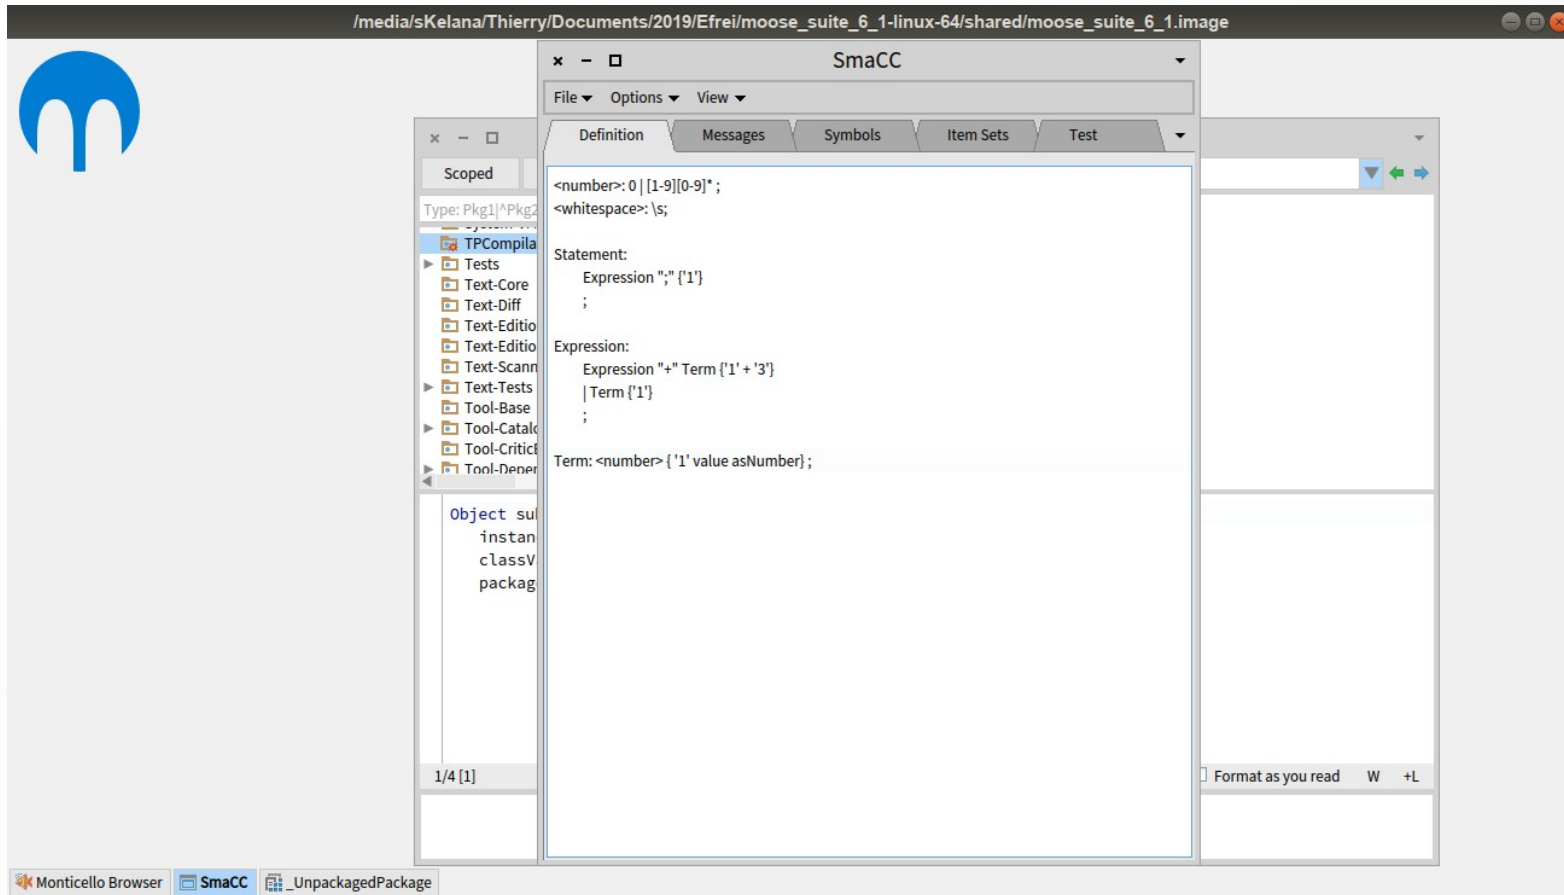 /media/sKelana/Thierry/Documents/2019/Efrei/moose_suite_6_1-linux-64/shared/moose_suite_6_1.image
SmaCC
File Options View
Definition Messages Symbols Item Sets Test
<number>: 0 | [1-9][0-9]* ;
<whitespace>: \s;
Statement:
Expression ";" {'1'}
;
Expression:
Expression "+" Term {'1' + '3'}
| Term {'1'}
;
Term: <number> { '1' value asNumber} ;
Scoped
Type: Pkg1|^Pkg2
TPCompila
Tests
Text-Core
Text-Diff
Text-Editio
Text-Editio
Text-Scann
Text-Tests
Tool-Base
Tool-Catalo
Tool-Critic
Tool-Depen
Object sub
instan
classV
packag
1/4 [1]
Format as you read W +L
Monticello Browser SmaCC _UnpackagedPackage